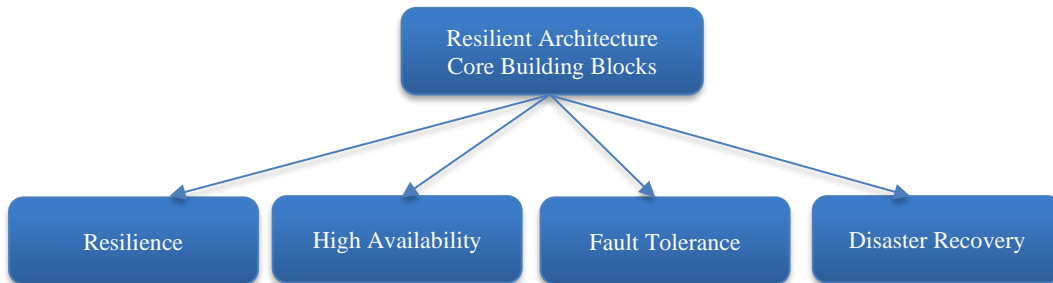 Resilient Architecture
Core Building Blocks
Resilience
High Availability
Fault Tolerance
Disaster Recovery